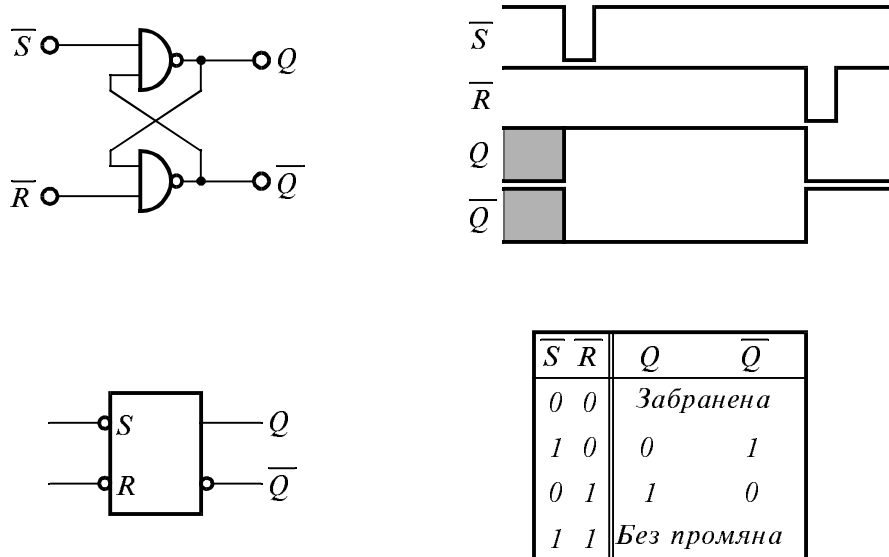 S̅
Q
R̅
Q̅
S̅
R̅
Q
Q̅
S
Q
R
Q̅
S̅ R̅ Q Q̅
0 0 Забранена
1 0 0 1
0 1 1 0
1 1 Без промяна